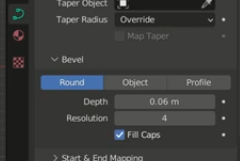 Taper Object
Taper Radius Override
Map Taper
Bevel
Round Object Profile
Depth 0.06 m
Resolution 4
Fill Caps
Start & End Mapping